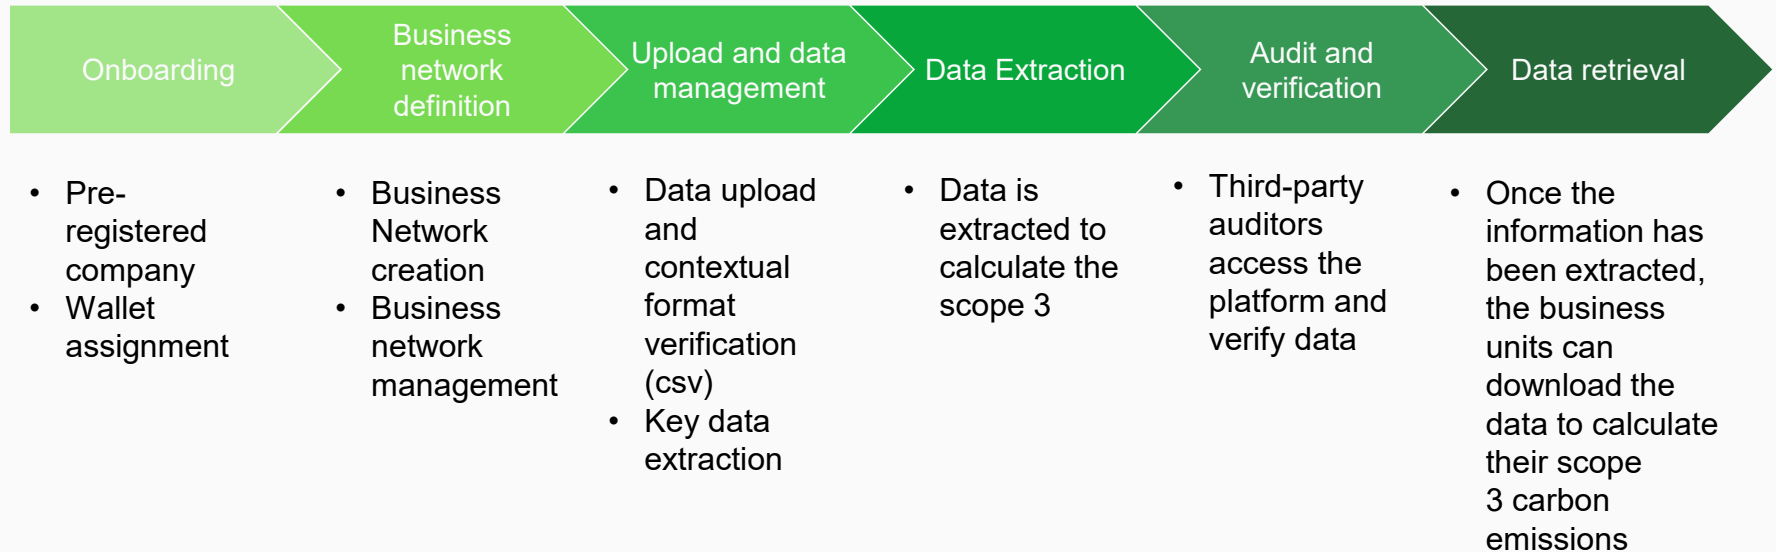 Onboarding
Business
network
definition
Upload and data
management
Data Extraction
Audit and
verification
Data retrieval
• Pre-
registered
company
• Wallet
assignment
• Business
Network
creation
• Business
network
management
• Data upload
and
contextual
format
verification
(csv)
• Key data
extraction
• Data is
extracted to
calculate the
scope 3
• Third-party
auditors
access the
platform and
verify data
• Once the
information has
been extracted,
the business
units can
download the
data to calculate
their scope
3 carbon
emissions